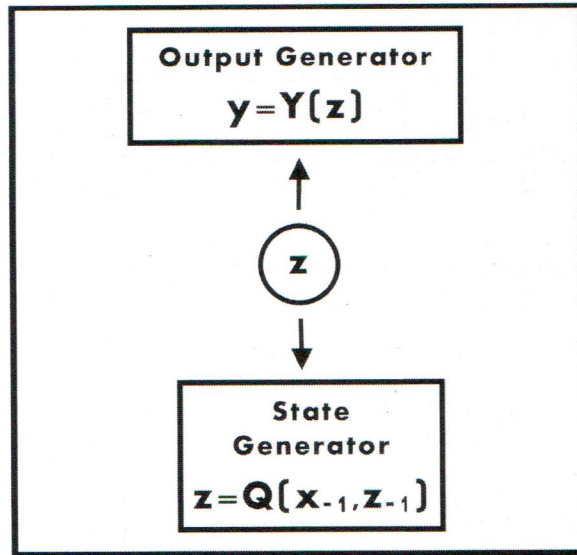 Output Generator
y=Y(z)
z
State
Generator
z=Q(x₋₁,z₋₁)